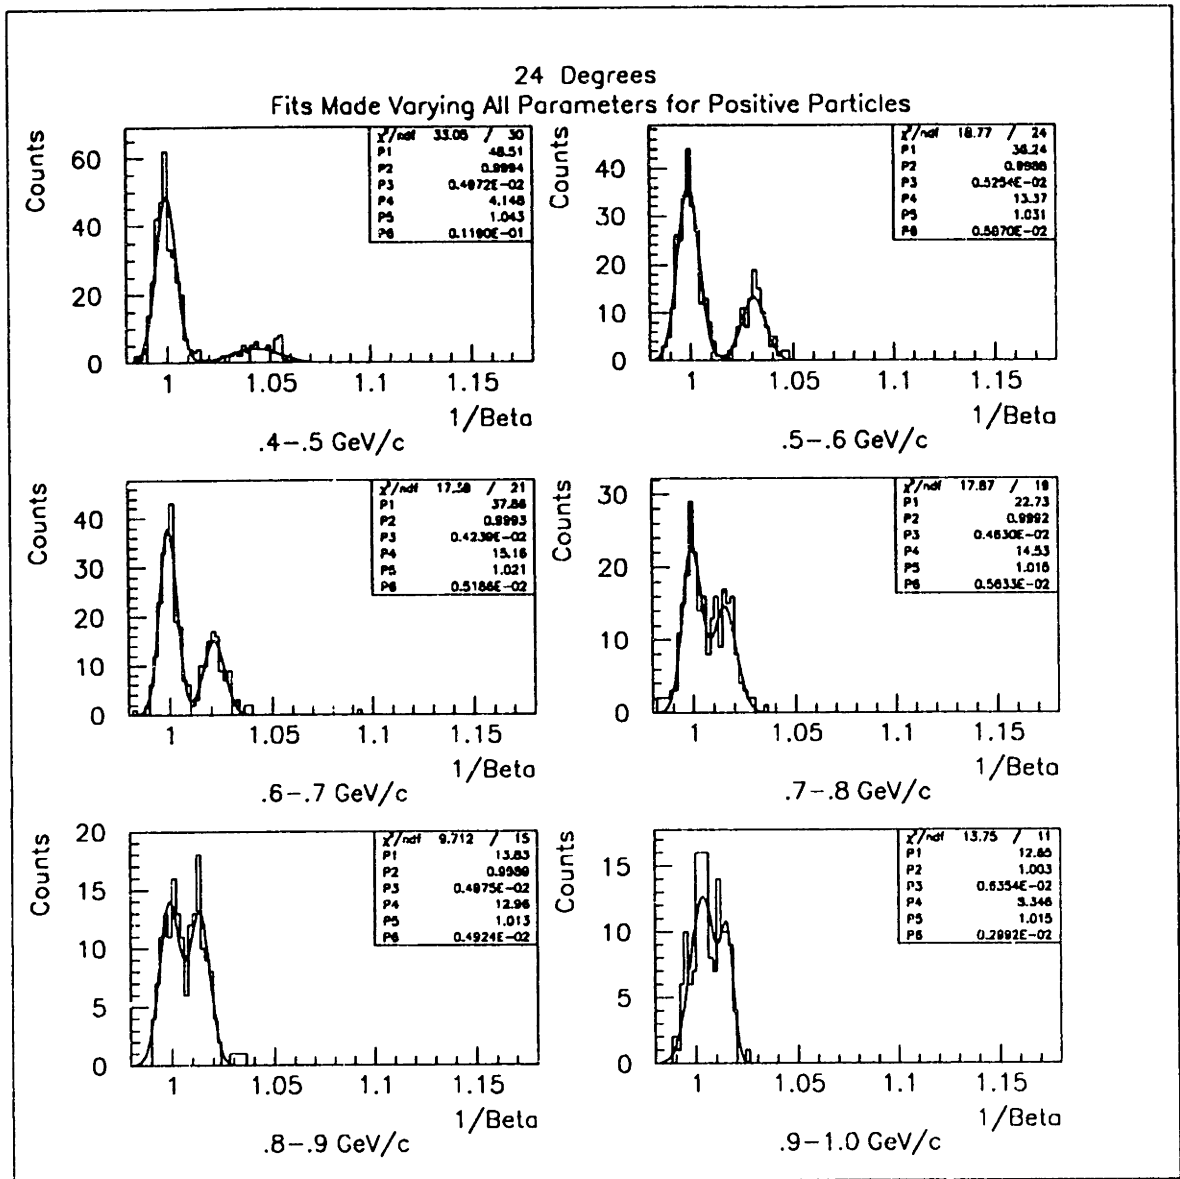 24 Degrees
Fits Made Varying All Parameters for Positive Particles
Counts
60
40
20
0
1 1.05 1.1 1.15
1/Beta
.4-.5 GeV/c
χ²/ndf 33.05 / 30
P1 48.51
P2 0.9994
P3 0.4972E-02
P4 4.148
P5 1.043
P6 0.1190E-01
Counts
40
30
20
10
0
1 1.05 1.1 1.15
1/Beta
.5-.6 GeV/c
χ²/ndf 18.77 / 24
P1 36.24
P2 0.9988
P3 0.5254E-02
P4 13.37
P5 1.031
P6 0.5870E-02
Counts
40
30
20
10
0
1 1.05 1.1 1.15
1/Beta
.6-.7 GeV/c
χ²/ndf / 21
P1 37.86
P2 0.9993
P3 0.4239E-02
P4 15.16
P5 1.021
P6 0.5186E-02
Counts
30
20
10
0
1 1.05 1.1 1.15
1/Beta
.7-.8 GeV/c
χ²/ndf 17.87 / 19
P1 22.73
P2 0.9992
P3 0.4630E-02
P4 14.53
P5 1.016
P6 0.5633E-02
Counts
20
15
10
5
0
1 1.05 1.1 1.15
1/Beta
.8-.9 GeV/c
χ²/ndf 9.712 / 15
P1 13.83
P2 0.9989
P3 0.4975E-02
P4 12.96
P5 1.013
P6 0.4924E-02
Counts
15
10
5
0
1 1.05 1.1 1.15
1/Beta
.9-1.0 GeV/c
χ²/ndf 13.75 / 11
P1 12.65
P2 1.003
P3 0.6354E-02
P4
P5 1.015
P6 0.2992E-02